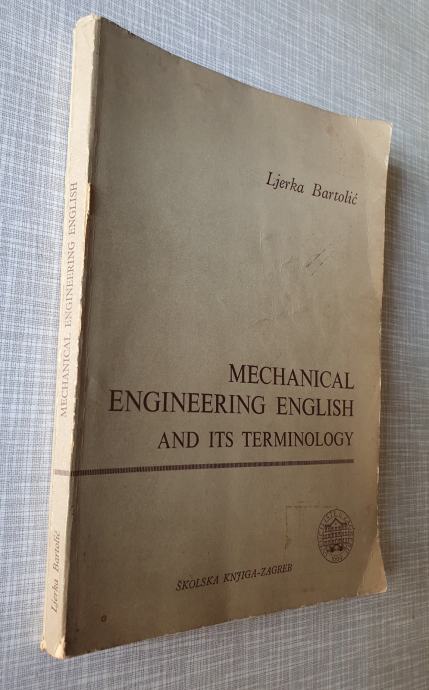 Ljerka Bartolić
MECHANICAL
ENGINEERING ENGLISH
AND ITS TERMINOLOGY
ŠKOLSKA KNJIGA-ZAGREB
MECHANICAL ENGINEERING ENGLISH
Ljerka Bartolić